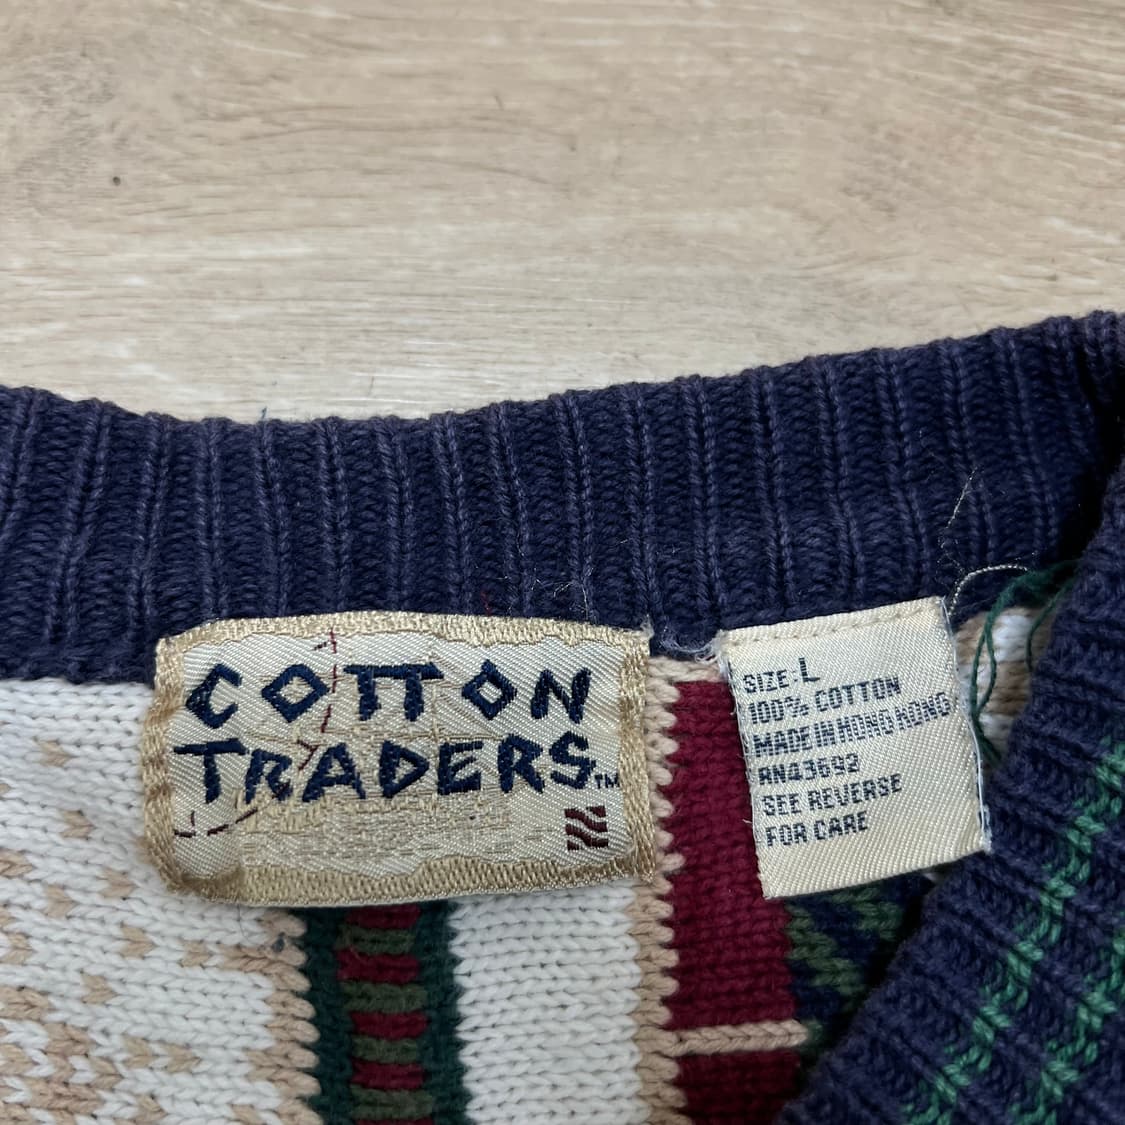 COTTON
TRADERS™
SIZE: L
100% COTTON
MADE IN HONG KONG
RN43692
SEE REVERSE
FOR CARE